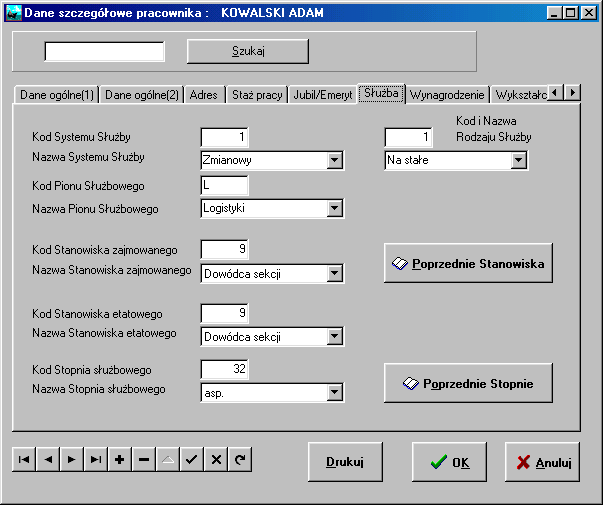 Dane szczegółowe pracownika : KOWALSKI ADAM
Szukaj
Dane ogólne(1) Dane ogólne(2) Adres Staż pracy Jubil/Emeryt Służba Wynagrodzenie Wykształc
Kod i Nazwa
Kod Systemu Służby 1 1 Rodzaju Służby
Nazwa Systemu Służby Zmianowy Na stałe
Kod Pionu Służbowego L
Nazwa Pionu Służbowego Logistyki
Kod Stanowiska zajmowanego 9
Nazwa Stanowiska zajmowanego Dowódca sekcji Poprzednie Stanowiska
Kod Stanowiska etatowego 9
Nazwa Stanowiska etatowego Dowódca sekcji
Kod Stopnia służbowego 32
Nazwa Stopnia służbowego asp. Poprzednie Stopnie
Drukuj OK Anuluj